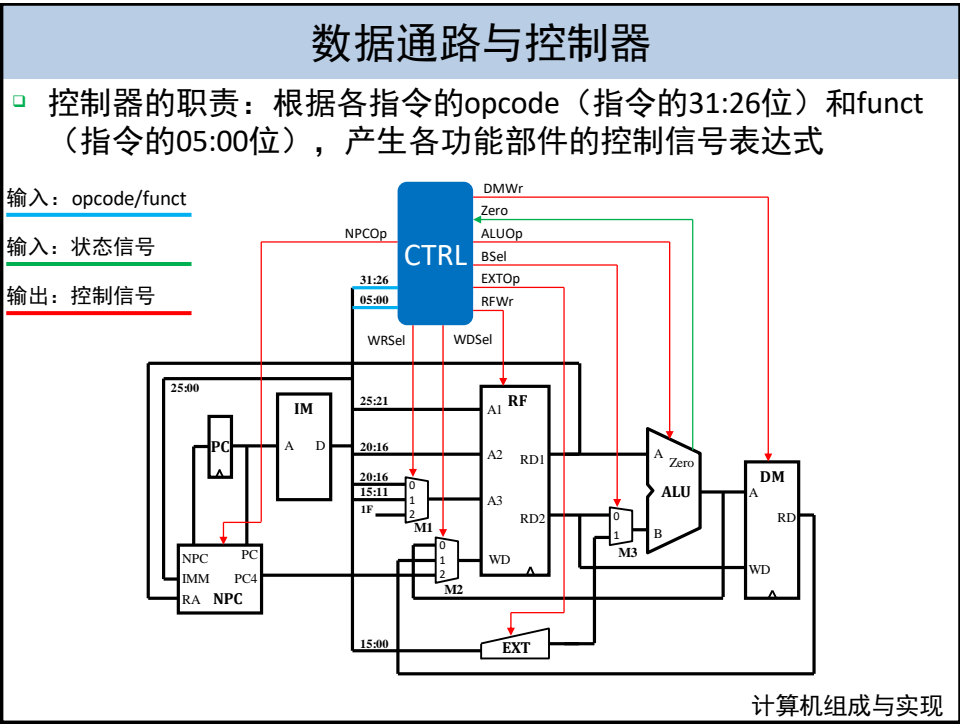 数据通路与控制器
控制器的职责：根据各指令的opcode（指令的31:26位）和funct
（指令的05:00位），产生各功能部件的控制信号表达式
输入：opcode/funct
输入：状态信号
输出：控制信号
CTRL
NPCOp
DMWr
Zero
ALUOp
BSel
EXTOp
RFWr
31:26
05:00
WRSel
WDSel
25:00
PC
IM
A
D
25:21
20:16
20:16
15:11
1F
0
1
2
M1
0
1
2
M2
RF
A1
A2
A3
WD
RD1
RD2
0
1
M3
A
Zero
ALU
B
DM
A
RD
WD
NPC
PC
IMM
PC4
RA
NPC
15:00
EXT
计算机组成与实现